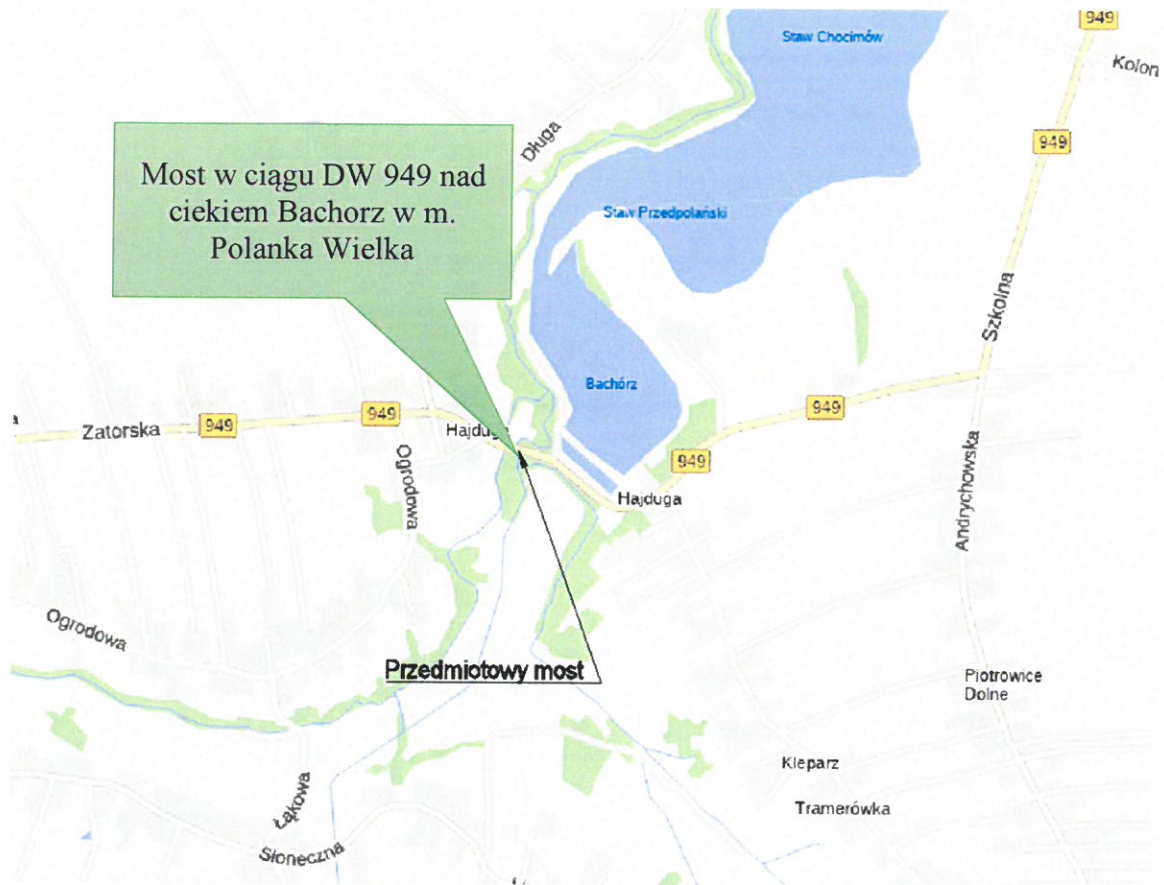 949
Staw Chocimów
Kolon
949
Długa
Most w ciągu DW 949 nad
ciekiem Bachorz w m.
Polanka Wielka
Staw Przedpolański
Szkolna
Bachórz
949
949
Zatorska
949
a
Hajduga
949
Ogrodowa
Hajduga
Andrychowska
Ogrodowa
Przedmiotowy most
Piotrowice
Dolne
Kleparz
Tramerówka
Łąkowa
Słoneczna